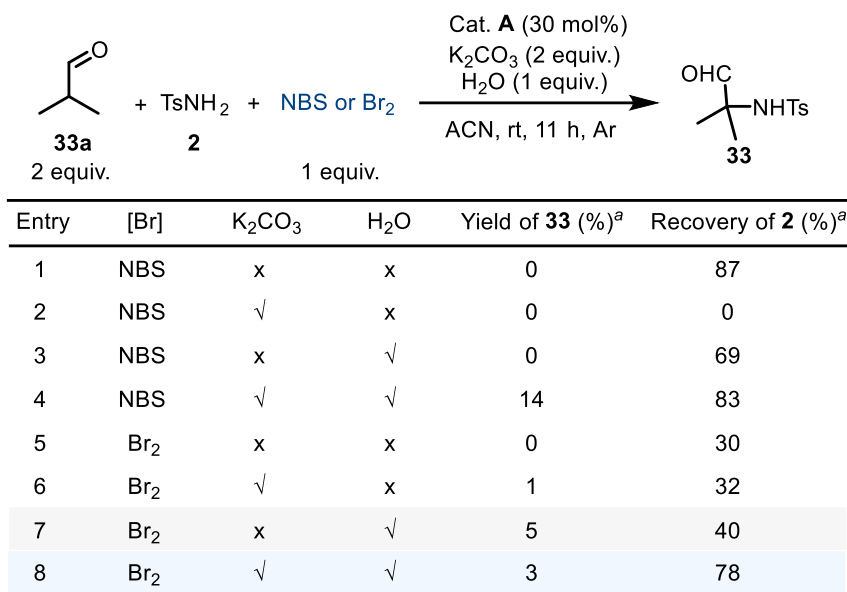 Cat. A (30 mol%)
K₂CO₃ (2 equiv.)
H₂O (1 equiv.)
ACN, rt, 11 h, Ar
O
33a
2 equiv.
+ TsNH₂ +
2
NBS or Br₂
1 equiv.
OHC
NHTs
33
Entry [Br] K₂CO₃ H₂O Yield of 33 (%)ᵃ Recovery of 2 (%)ᵃ
1 NBS x x 0 87
2 NBS √ x 0 0
3 NBS x √ 0 69
4 NBS √ √ 14 83
5 Br₂ x x 0 30
6 Br₂ √ x 1 32
7 Br₂ x √ 5 40
8 Br₂ √ √ 3 78